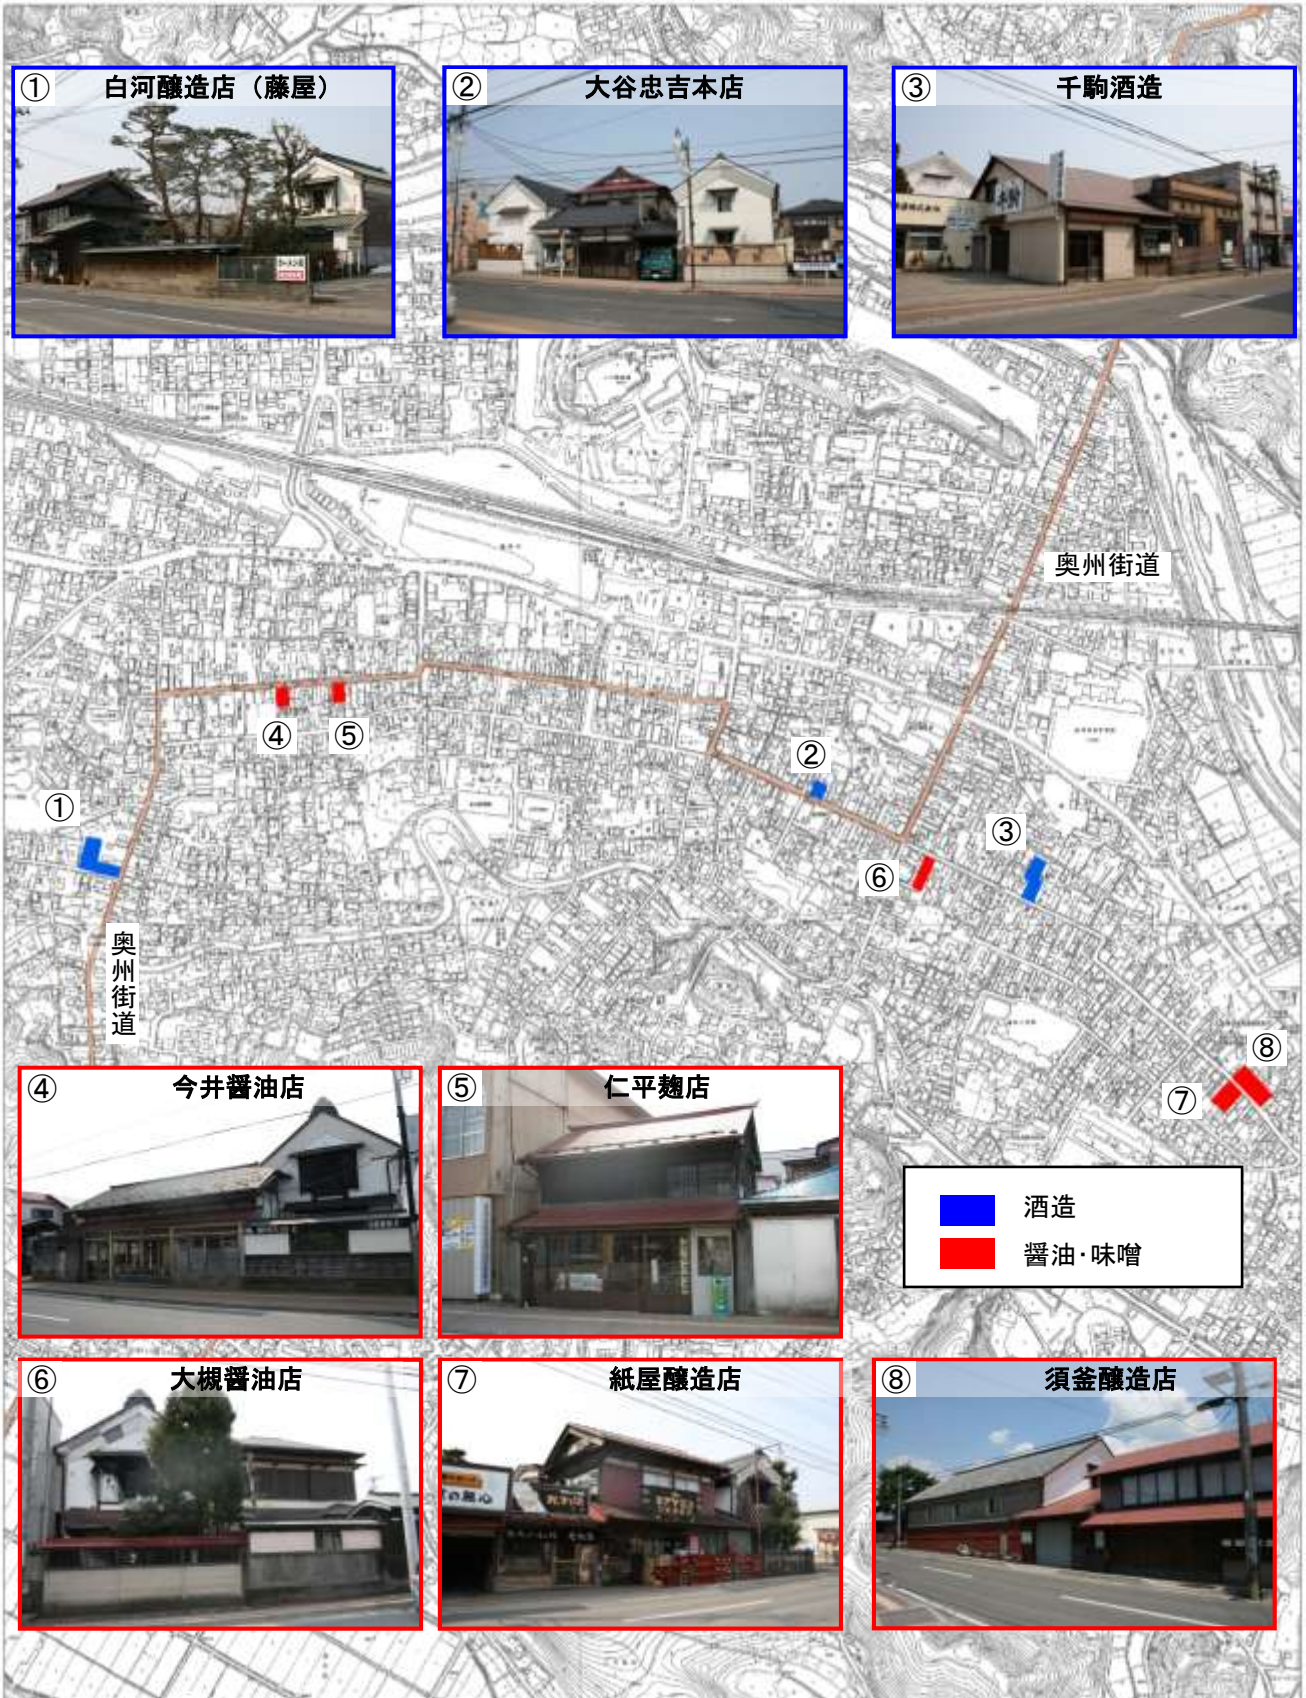 ① 白河醸造店（藤屋）
② 大谷忠吉本店
③ 千駒酒造
奥州街道
④
⑤
②
①
③
⑥
奥州街道
⑧
⑦
④ 今井醤油店
⑤ 仁平麹店
酒造
醤油・味噌
⑥ 大槻醤油店
⑦ 紙屋醸造店
⑧ 須釜醸造店